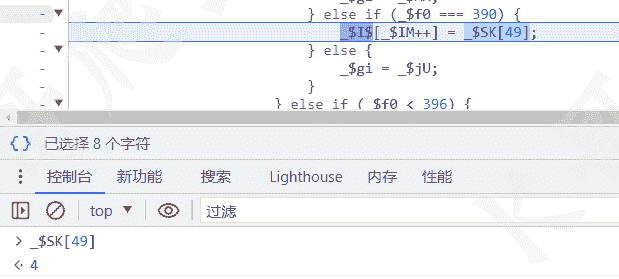 } else if (_$f0 === 390) {
_$I$[_$IM++] = _$SK[49];
} else {
_$gi = _$jU;
}
} else if (_$f0 < 396) {
{} 已选择 8 个字符
控制台 新功能 搜索 Lighthouse 内存 性能
top ▼ 过滤
> _$SK[49]
4